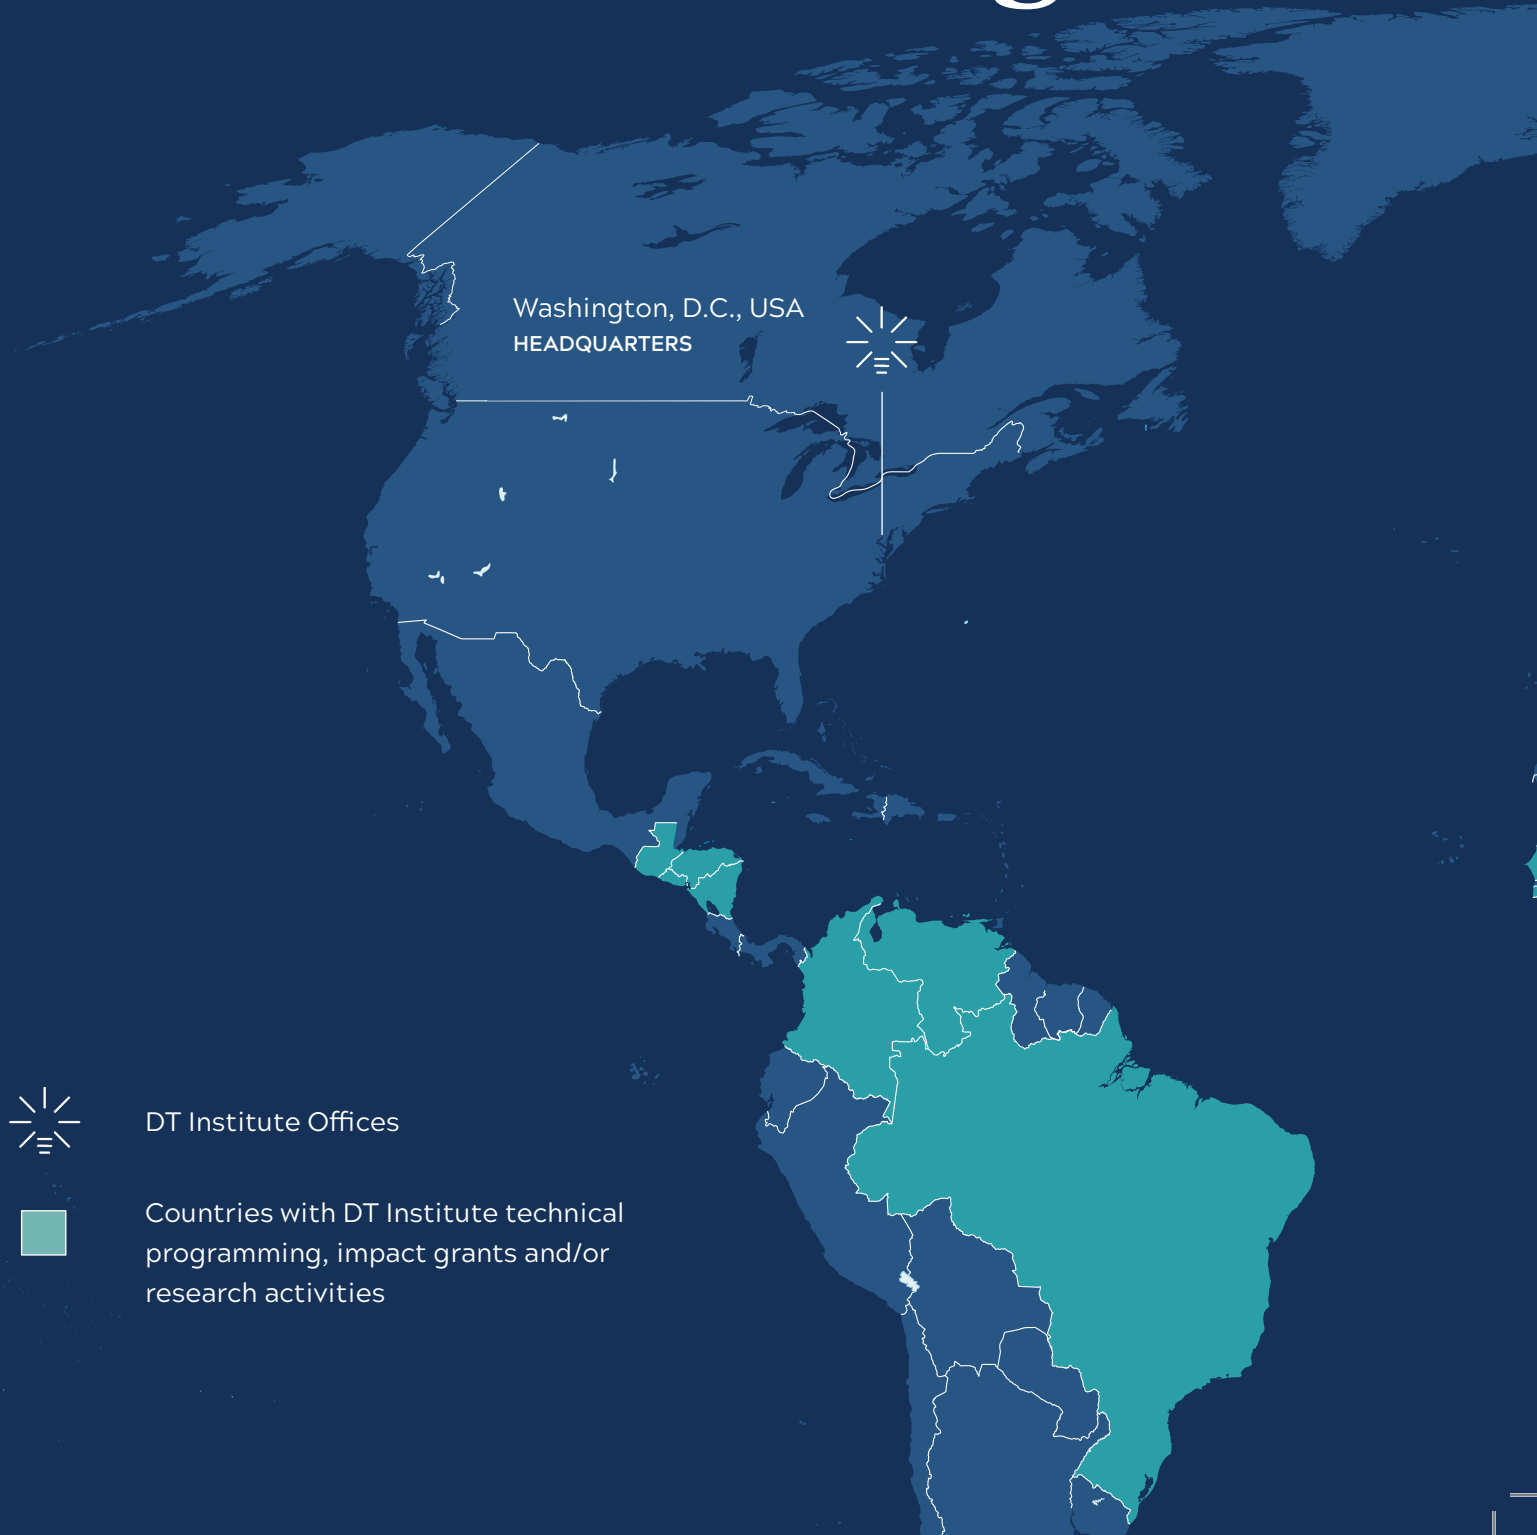 Washington, D.C., USA
HEADQUARTERS
DT Institute Offices
Countries with DT Institute technical
programming, impact grants and/or
research activities